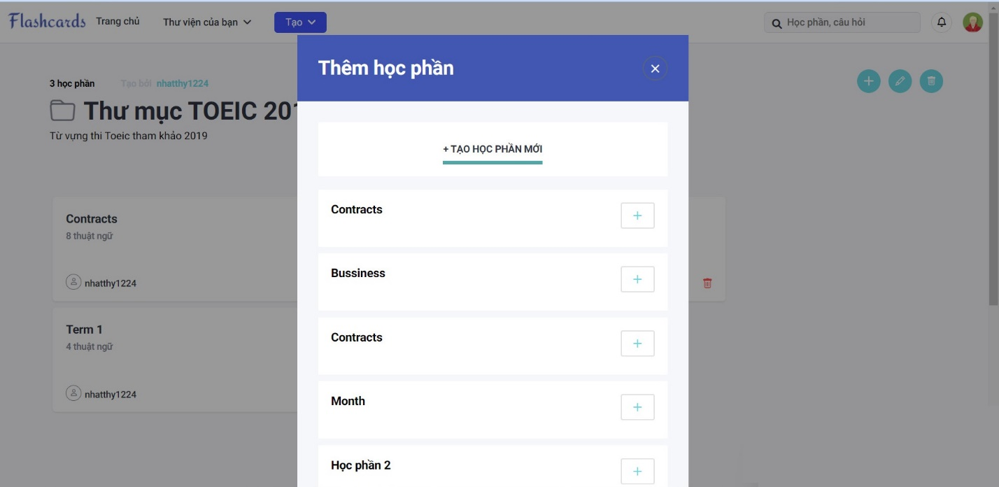 Flashcards Trang chủ Thư viện của bạn Tạo Học phần, câu hỏi
Thêm học phần
3 học phần Tạo bởi nhatthy1224
Thư mục TOEIC 20
Từ vựng thi Toeic tham khảo 2019
+ TẠO HỌC PHẦN MỚI
Contracts
8 thuật ngữ
nhatthy1224
Term 1
4 thuật ngữ
nhatthy1224
Contracts
Bussiness
Contracts
Month
Học phần 2